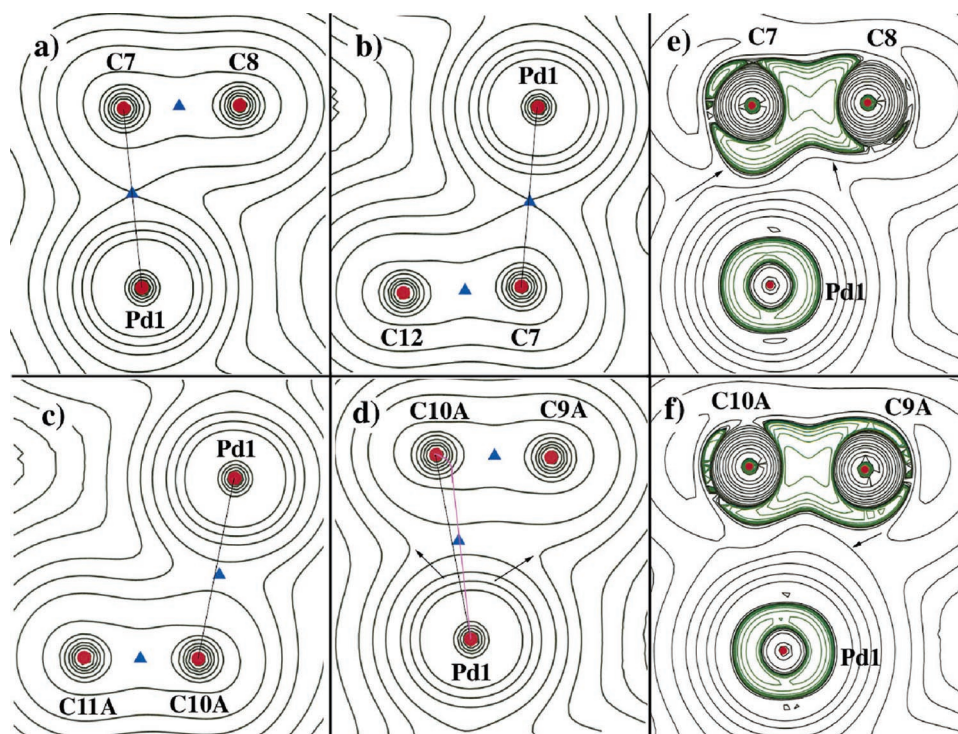 a)
C7 C8
Pd1
b)
Pd1
C12 C7
e)
C7 C8
Pd1
c)
Pd1
C11A C10A
d)
C10A C9A
Pd1
f)
C10A C9A
Pd1